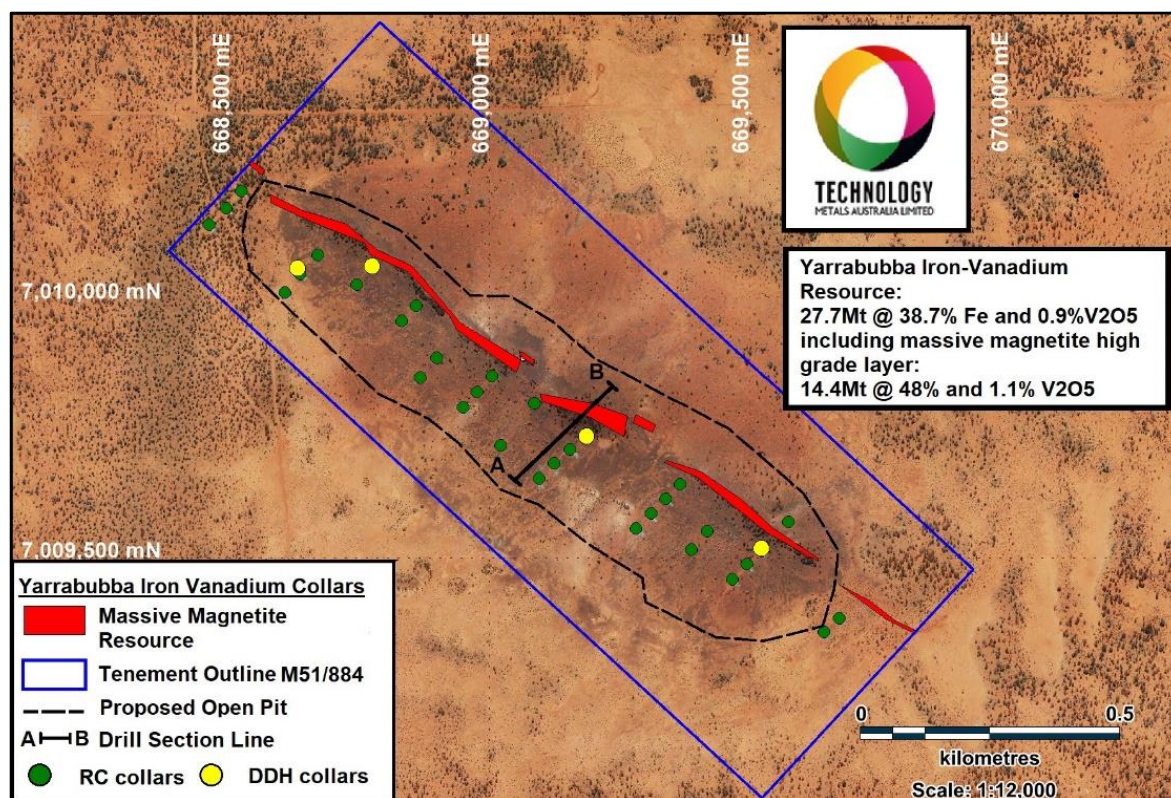 668,500 mE
669,000 mE
669,500 mE
670,000 mE
TECHNOLOGY
METALS AUSTRALIA LIMITED
Yarrabubba Iron-Vanadium
Resource:
27.7Mt @ 38.7% Fe and 0.9%V2O5
including massive magnetite high
grade layer:
14.4Mt @ 48% and 1.1% V2O5
7,010,000 mN
B
A
7,009,500 mN
Yarrabubba Iron Vanadium Collars
Massive Magnetite
Resource
Tenement Outline M51/884
Proposed Open Pit
A B Drill Section Line
RC collars DDH collars
0 0.5
kilometres
Scale: 1:12,000